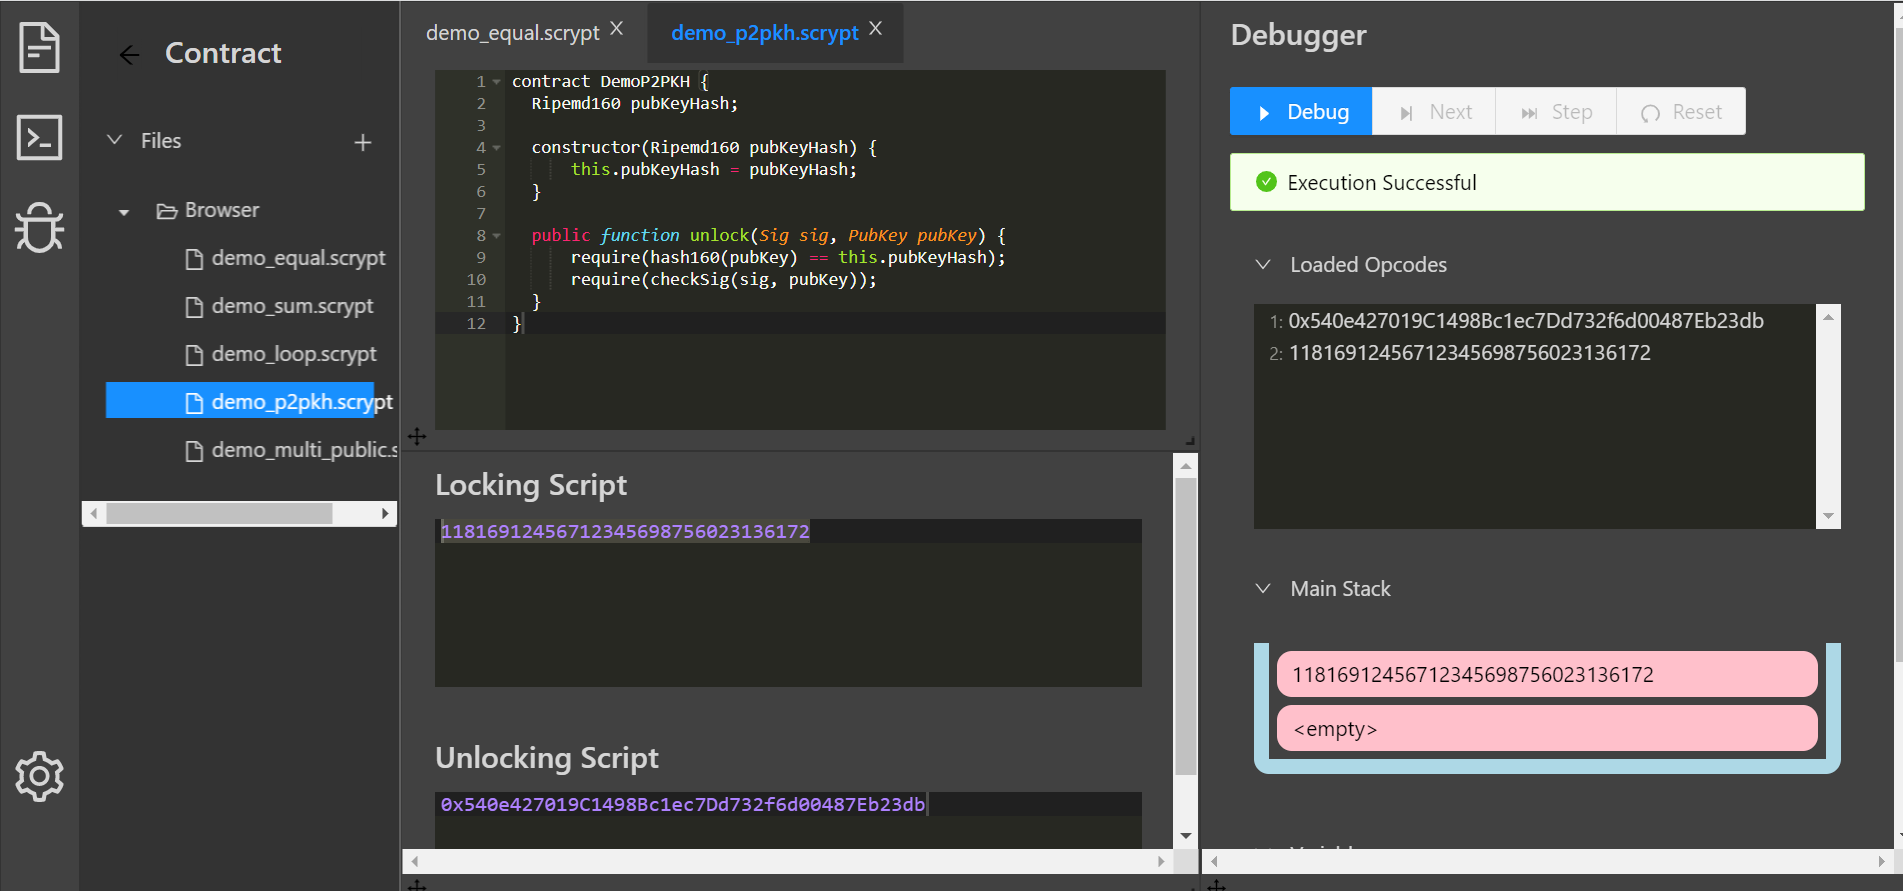 Contract
Files
Browser
demo_equal.scrypt
demo_sum.scrypt
demo_loop.scrypt
demo_p2pkh.scrypt
demo_multi_public.s
demo_equal.scrypt X
demo_p2pkh.scrypt X
1 contract DemoP2PKH {
2 Ripemd160 pubKeyHash;
3
4 constructor(Ripemd160 pubKeyHash) {
5 this.pubKeyHash = pubKeyHash;
6 }
7
8 public function unlock(Sig sig, PubKey pubKey) {
9 require(hash160(pubKey) == this.pubKeyHash);
10 require(checkSig(sig, pubKey));
11 }
12 }
Locking Script
11816912456712345698756023136172
Unlocking Script
0x540e427019C1498Bc1ec7Dd732f6d00487Eb23db
Debugger
Debug Next Step Reset
Execution Successful
Loaded Opcodes
1: 0x540e427019C1498Bc1ec7Dd732f6d00487Eb23db
2: 11816912456712345698756023136172
Main Stack
11816912456712345698756023136172
<empty>